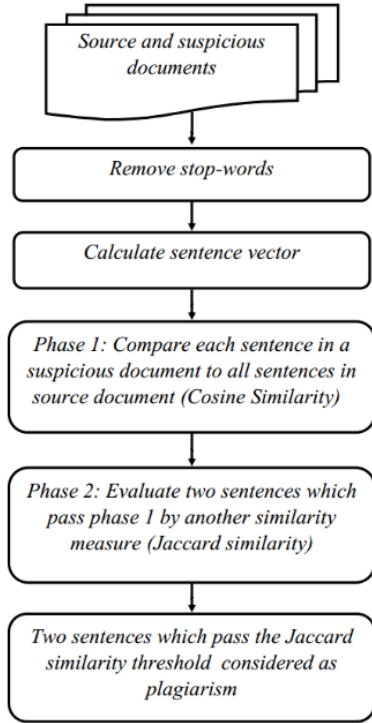 Source and suspicious
documents
Remove stop-words
Calculate sentence vector
Phase 1: Compare each sentence in a
suspicious document to all sentences in
source document (Cosine Similarity)
Phase 2: Evaluate two sentences which
pass phase 1 by another similarity
measure (Jaccard similarity)
Two sentences which pass the Jaccard
similarity threshold considered as
plagiarism